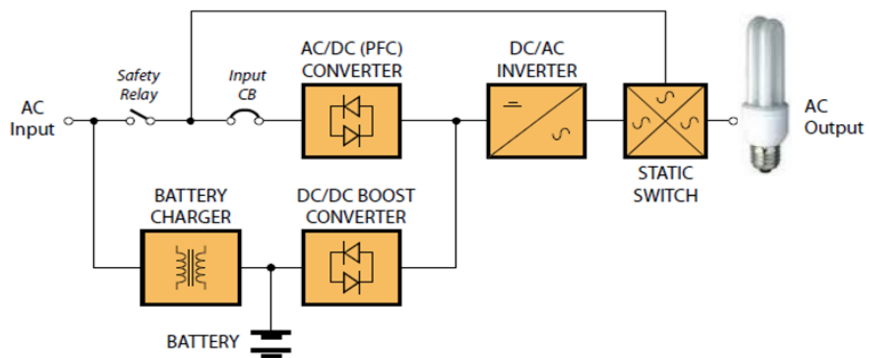 AC/DC (PFC)
CONVERTER
DC/AC
INVERTER
Safety
Relay
Input
CB
AC
Input
AC
Output
STATIC
SWITCH
BATTERY
CHARGER
DC/DC BOOST
CONVERTER
BATTERY